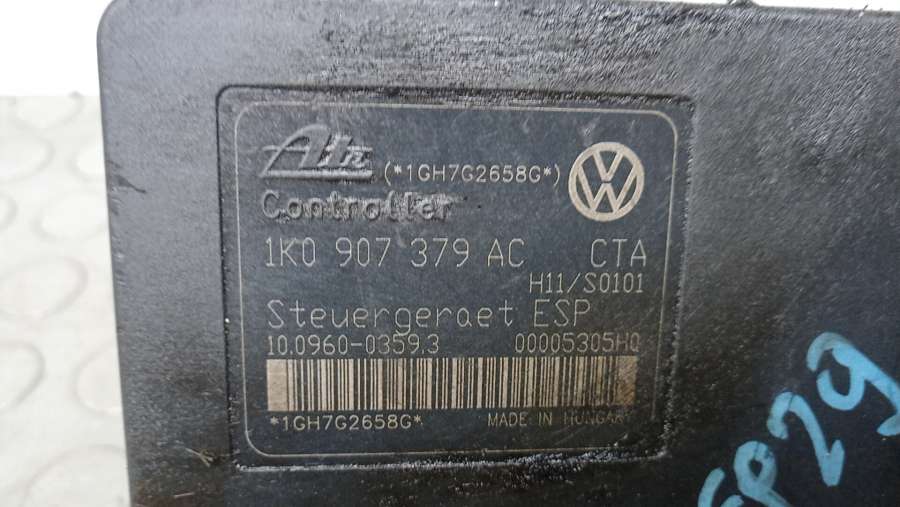 Ate (*1GH7G2658G*)
Controller
1K0 907 379 AC CTA
H11/S0101
Steuergeraet ESP
10.0960-0359.3 00005305H0
*1GH7G2658G* MADE IN HUNGARY